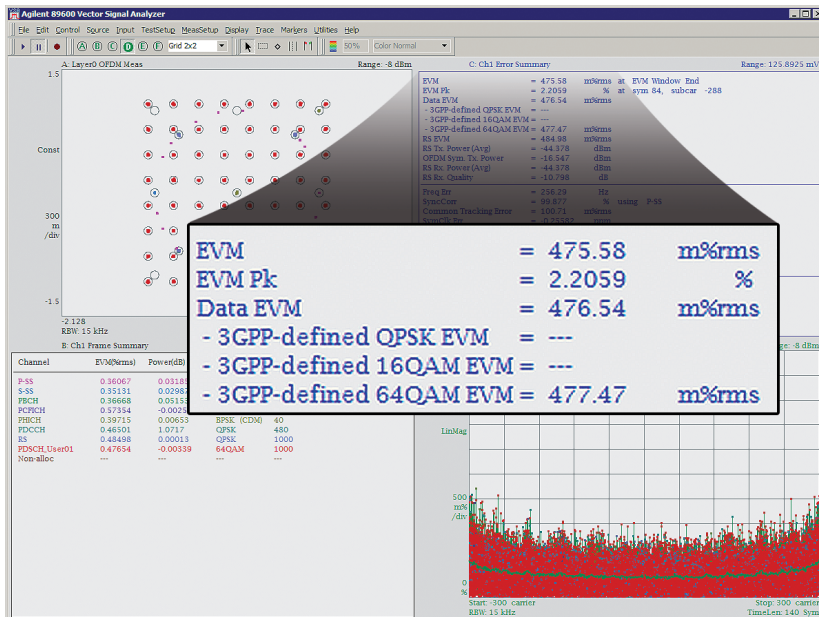 Agilent 89600 Vector Signal Analyzer
File Edit Control Source Input TestSetup MeasSetup Display Trace Markers Utilities Help
A B C D E F Grid 2x2 50% Color Normal
A: Layer0 OFDM Meas Range: -8 dBm
1.5
Const
300
m
/div
-1.5
-2.128
RBW: 15 kHz
C: Ch1 Error Summary Range: 125.8925 mV
EVM = 475.58 m%rms at EVM Window End
EVM Pk = 2.2059 % at sym 84, subcar -288
Data EVM = 476.54 m%rms
- 3GPP-defined QPSK EVM = ---
- 3GPP-defined 16QAM EVM = ---
- 3GPP-defined 64QAM EVM = 477.47 m%rms
RS EVM = 484.98 m%rms
RS Tx. Power (Avg) = -44.378 dBm
OFDM Sym. Tx. Power = -16.547 dBm
RS Rx. Power (Avg) = -44.378 dBm
RS Rx. Quality = -10.798 dB
Freq Err = 256.29 Hz
SyncCorr = 99.877 % using P-SS
Common Tracking Error = 100.71 m%rms
EVM = 475.58 m%rms
EVM Pk = 2.2059 %
Data EVM = 476.54 m%rms
- 3GPP-defined QPSK EVM = ---
- 3GPP-defined 16QAM EVM = ---
- 3GPP-defined 64QAM EVM = 477.47 m%rms
B: Ch1 Frame Summary
Channel EVM(%rms) Power(dB)
P-SS 0.36067
S-SS 0.35131
PBCH 0.36668
PCFICH 0.57354
PHICH 0.39715 0.00653 BPSK (CDM) 40
PDCCH 0.46501 1.0717 QPSK 480
RS 0.48498 0.00013 QPSK 1000
PDSCH_User01 0.47654 -0.00339 64QAM 1000
Non-alloc --- --- --- ---
-8 dBm
LinMag
500
m%
/div
0
%
Start: -300 carrier Stop: 300 carrier
RBW: 15 kHz TimeLen: 140 Sym